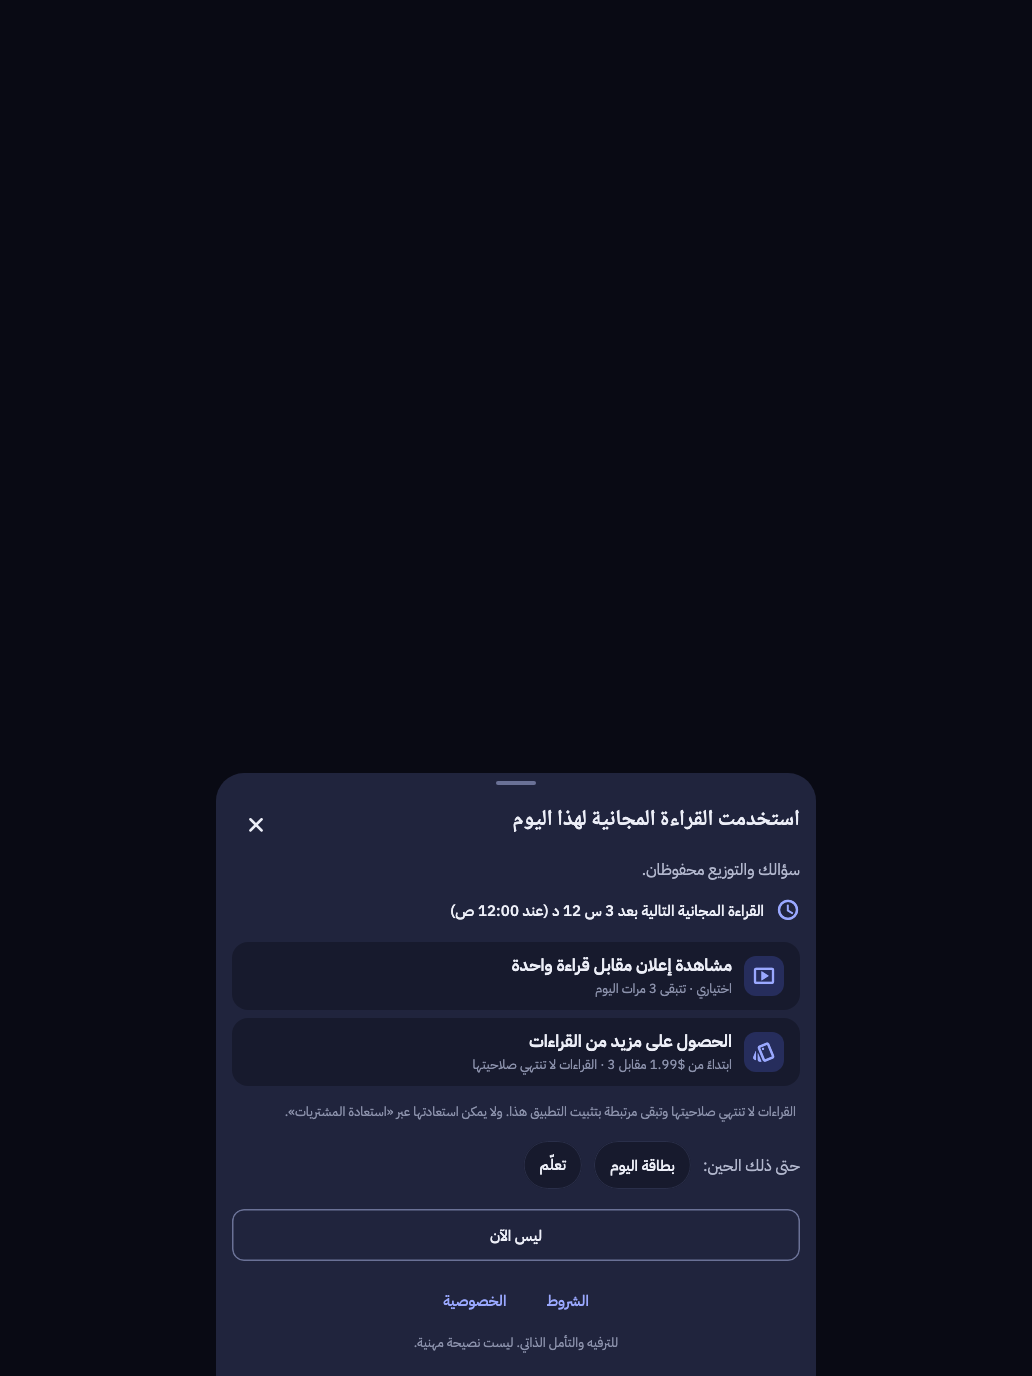 استخدمت القراءة المجانية لهذا اليوم
سؤالك والتوزيع محفوظان.
القراءة المجانية التالية بعد 3 س 12 د (عند 12:00 ص)
مشاهدة إعلان مقابل قراءة واحدة
اختياري · تتبقى 3 مرات اليوم
الحصول على مزيد من القراءات
ابتداءً من $1.99 مقابل 3 · القراءات لا تنتهي صلاحيتها
القراءات لا تنتهي صلاحيتها وتبقى مرتبطة بتثبيت التطبيق هذا. ولا يمكن استعادتها عبر «استعادة المشتريات».
حتى ذلك الحين: بطاقة اليوم تعلّم
ليس الآن
الشروط الخصوصية
للترفيه والتأمل الذاتي. ليست نصيحة مهنية.